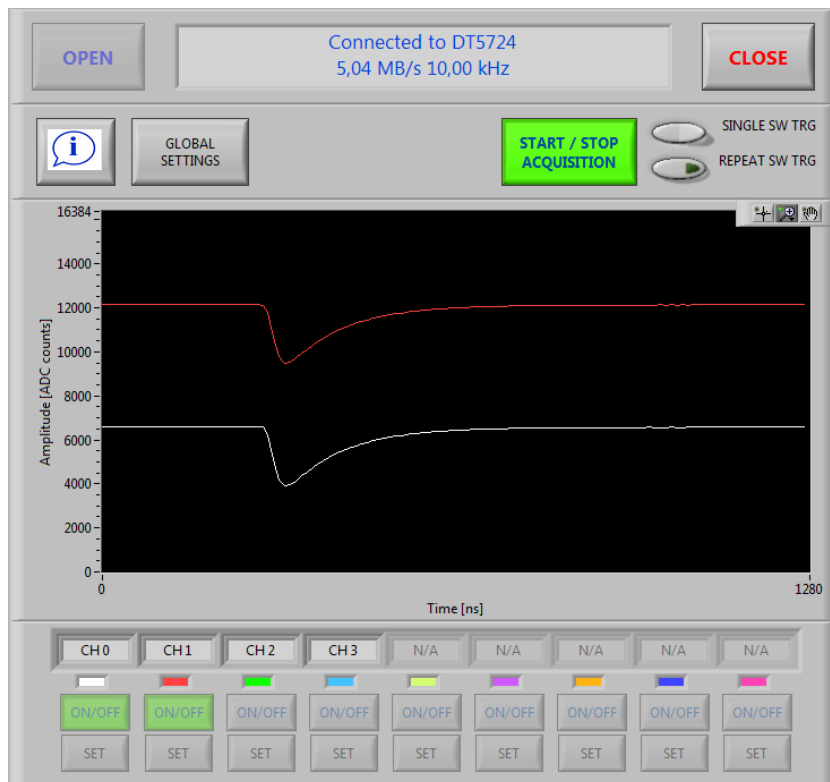 OPEN
Connected to DT5724
5,04 MB/s 10,00 kHz
CLOSE
i
GLOBAL
SETTINGS
START / STOP
ACQUISITION
SINGLE SW TRG
REPEAT SW TRG
16384
14000
12000
10000
8000
6000
4000
2000
0
Amplitude [ADC counts]
0
1280
Time [ns]
CH 0 CH 1 CH 2 CH 3 N/A N/A N/A N/A N/A
ON/OFF ON/OFF ON/OFF ON/OFF ON/OFF ON/OFF ON/OFF ON/OFF ON/OFF
SET SET SET SET SET SET SET SET SET